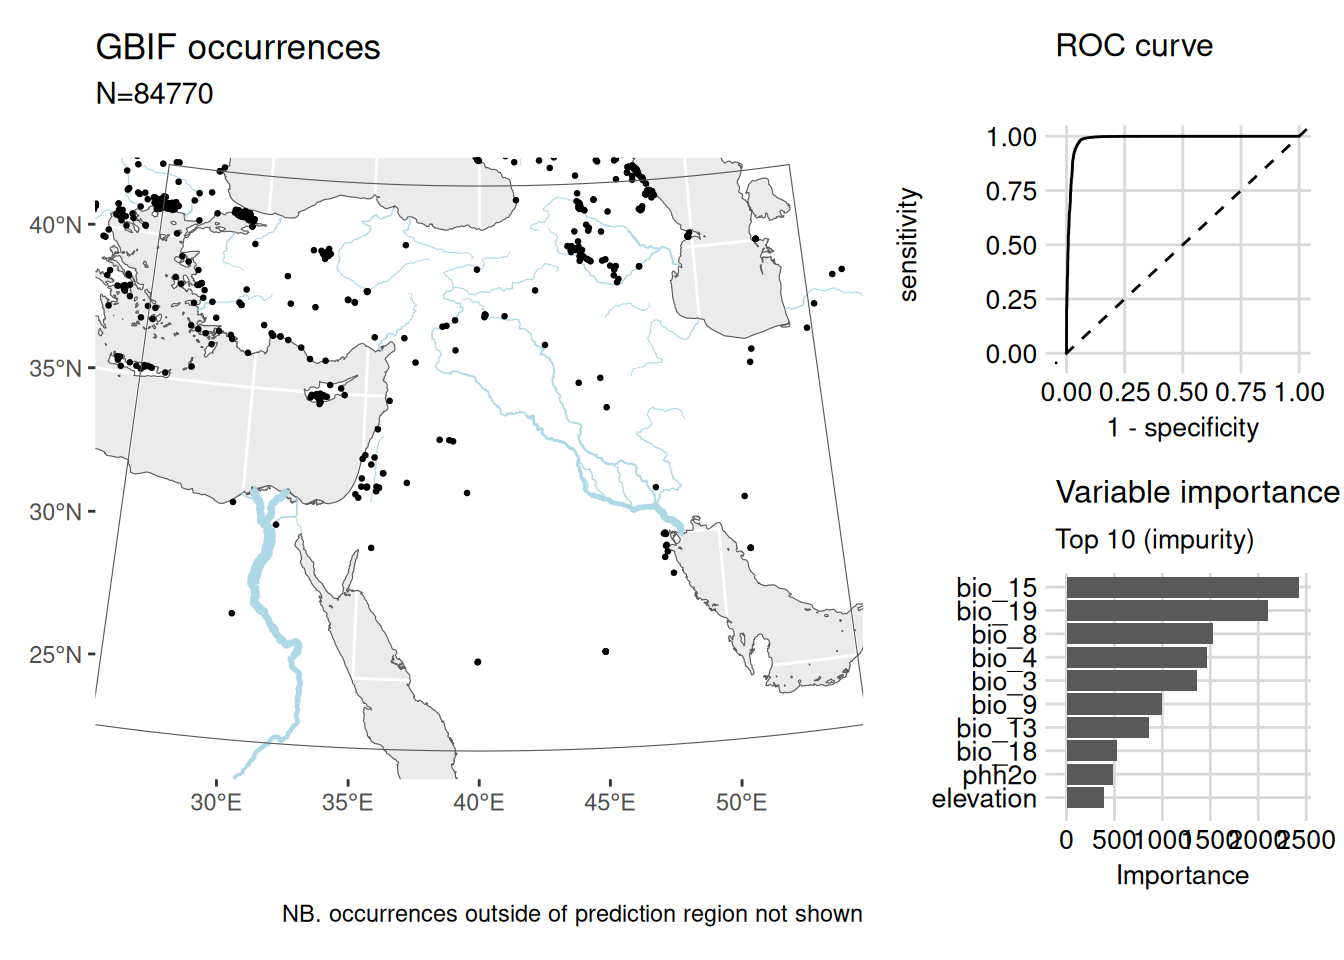 GBIF occurrences
N=84770
40°N
35°N
30°N
25°N
30°E
35°E
40°E
45°E
50°E
NB. occurrences outside of prediction region not shown
ROC curve
sensitivity
1.00
0.75
0.50
0.25
0.00
0.00 0.25 0.50 0.75 1.00
1 - specificity
Variable importance
Top 10 (impurity)
bio_15
bio_19
bio_8
bio_4
bio_3
bio_9
bio_13
bio_18
phh2o
elevation
0 500 1000 1500 2000 2500
Importance